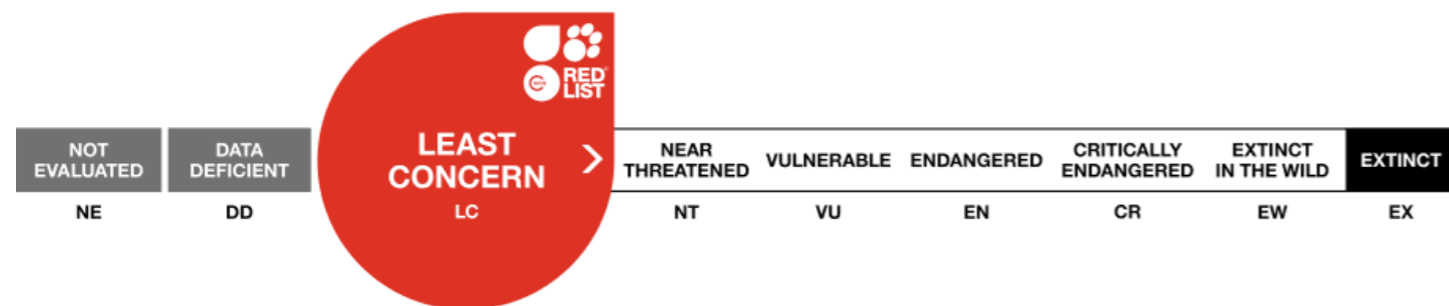 RED
LIST
NOT
EVALUATED
DATA
DEFICIENT
LEAST
CONCERN
NEAR
THREATENED
VULNERABLE
ENDANGERED
CRITICALLY
ENDANGERED
EXTINCT
IN THE WILD
EXTINCT
NE
DD
LC
NT
VU
EN
CR
EW
EX